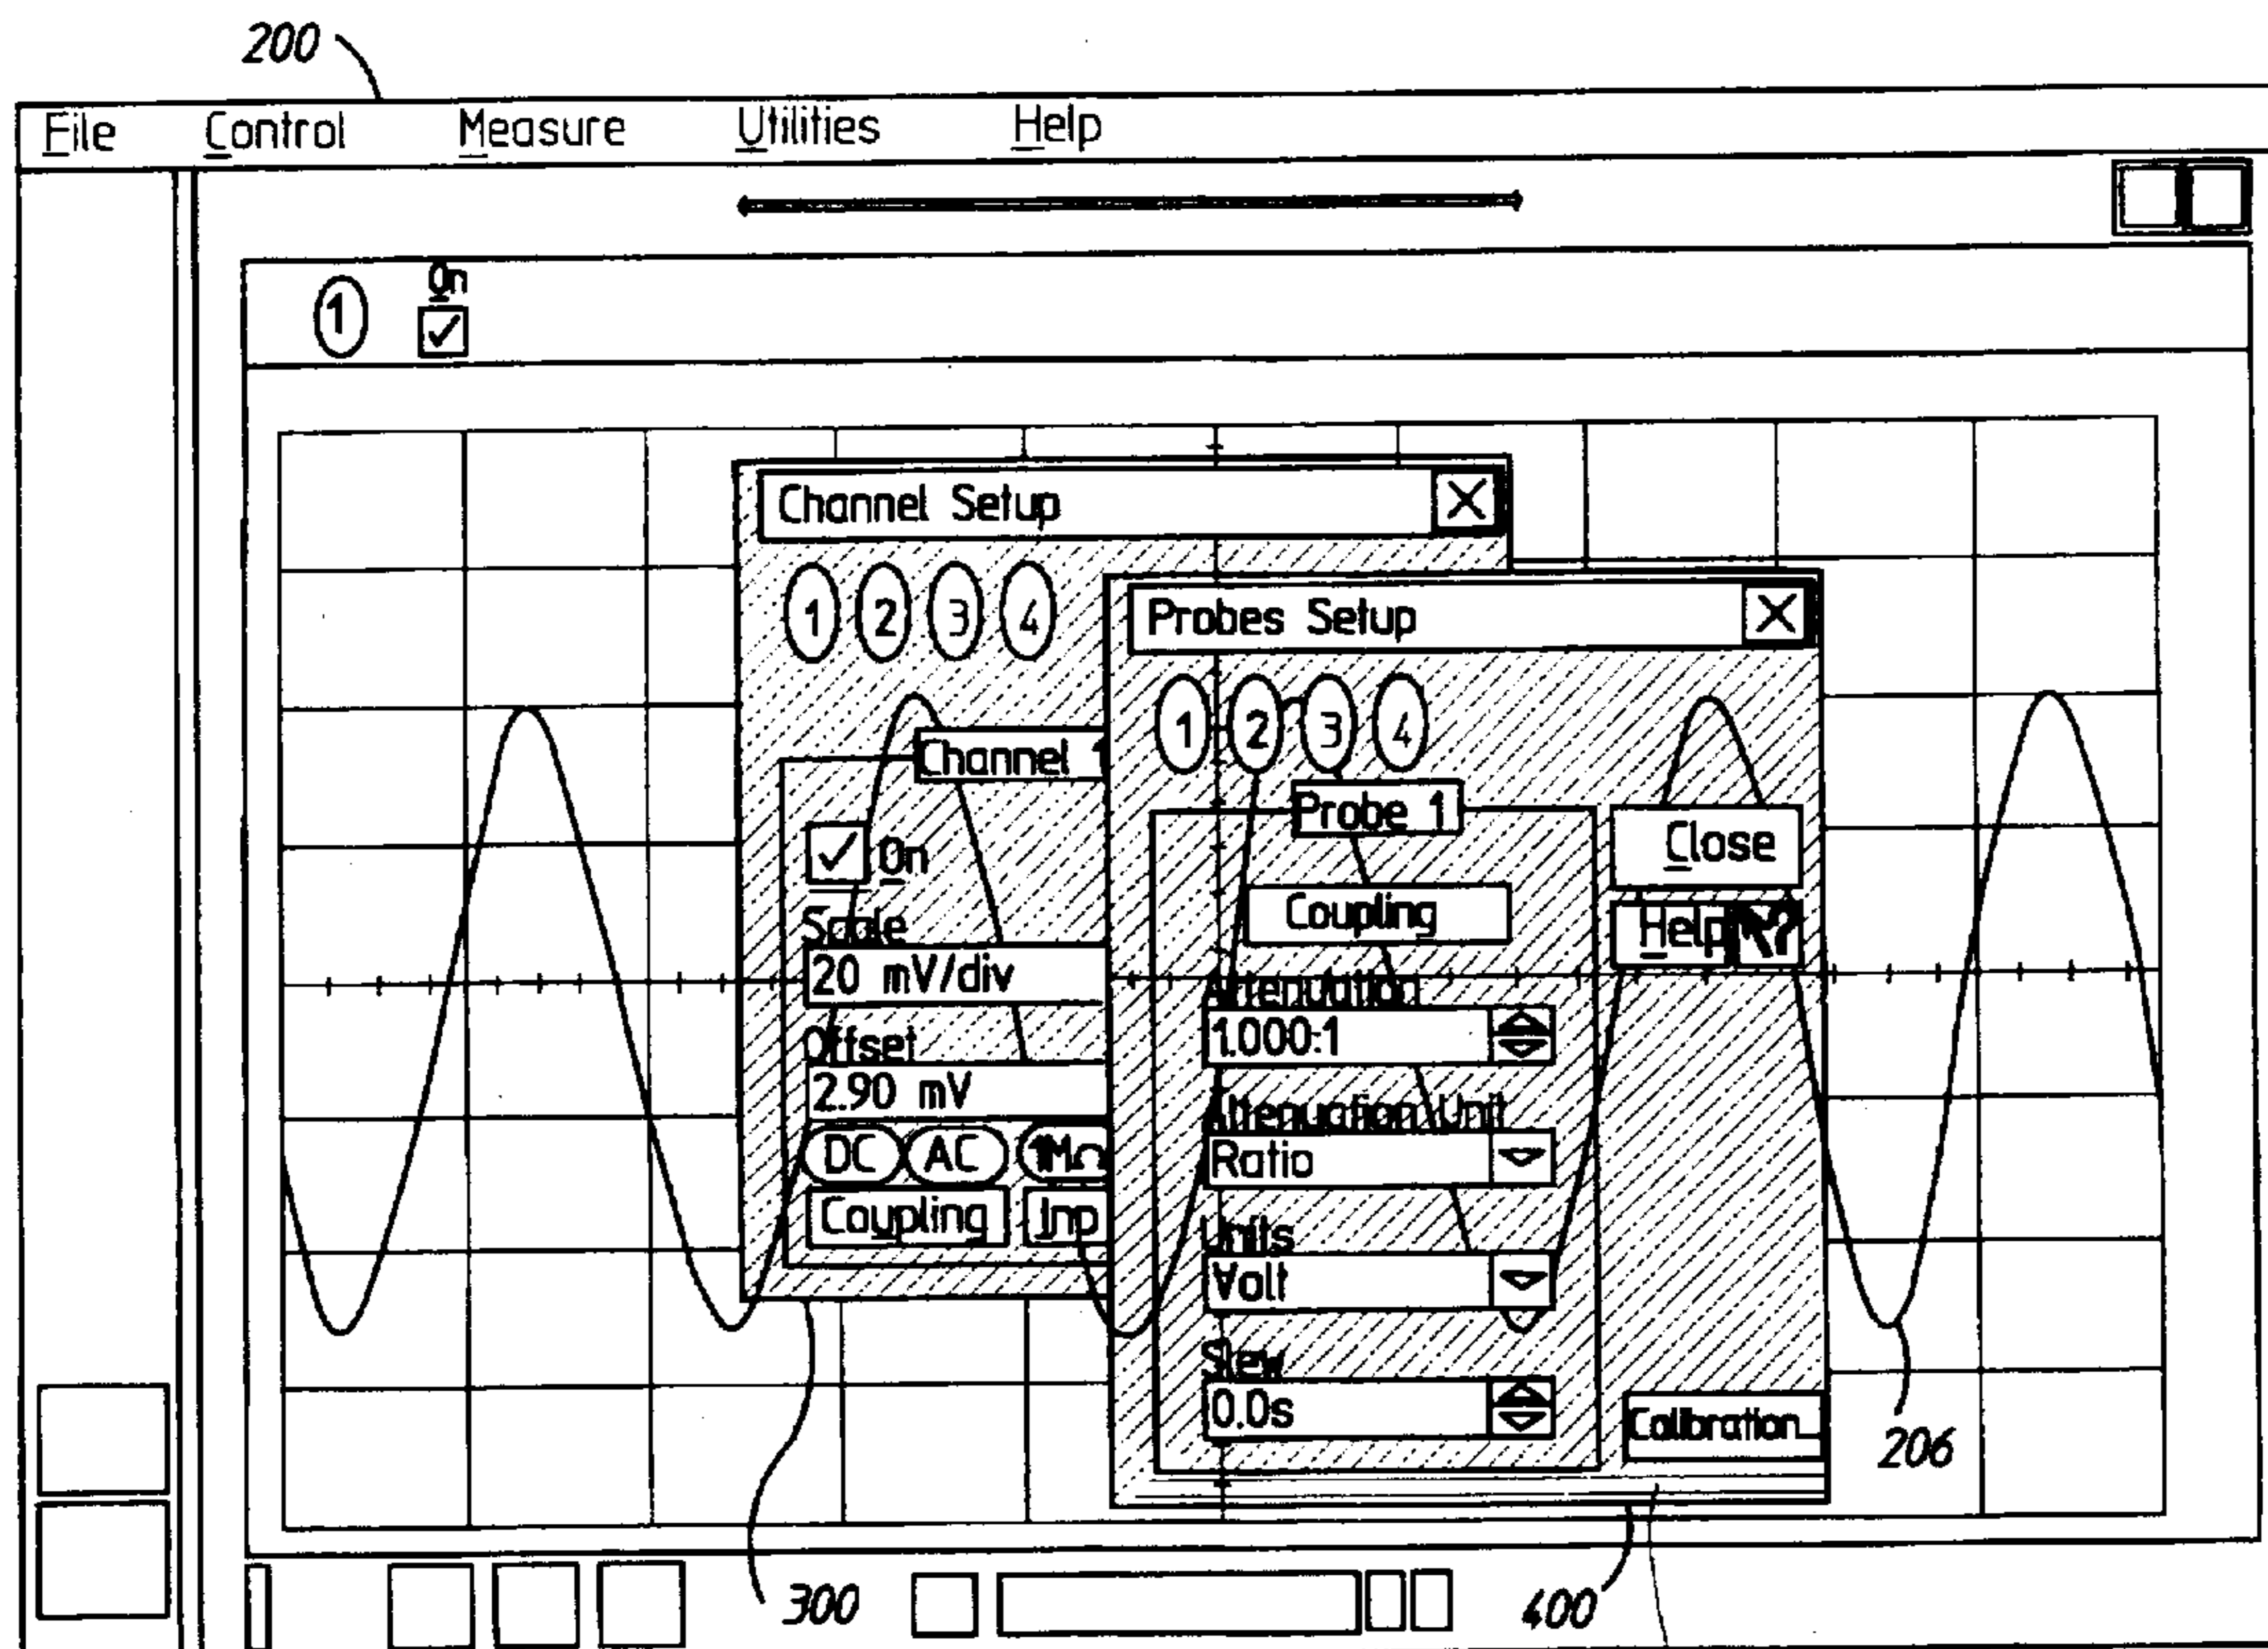 200
File Control Measure Utilities Help
1 On
Channel Setup
1 2 3 4
Channel 1
On
Scale
20 mV/div
Offset
2.90 mV
DC AC 1MΩ
Coupling Inp
Probes Setup
1 2 3 4
Probe 1
Close
Coupling
Help ?
Attenuation
1.000:1
Attenuation Unit
Ratio
Units
Volt
Skew
0.0s
Calibration
206
300
400